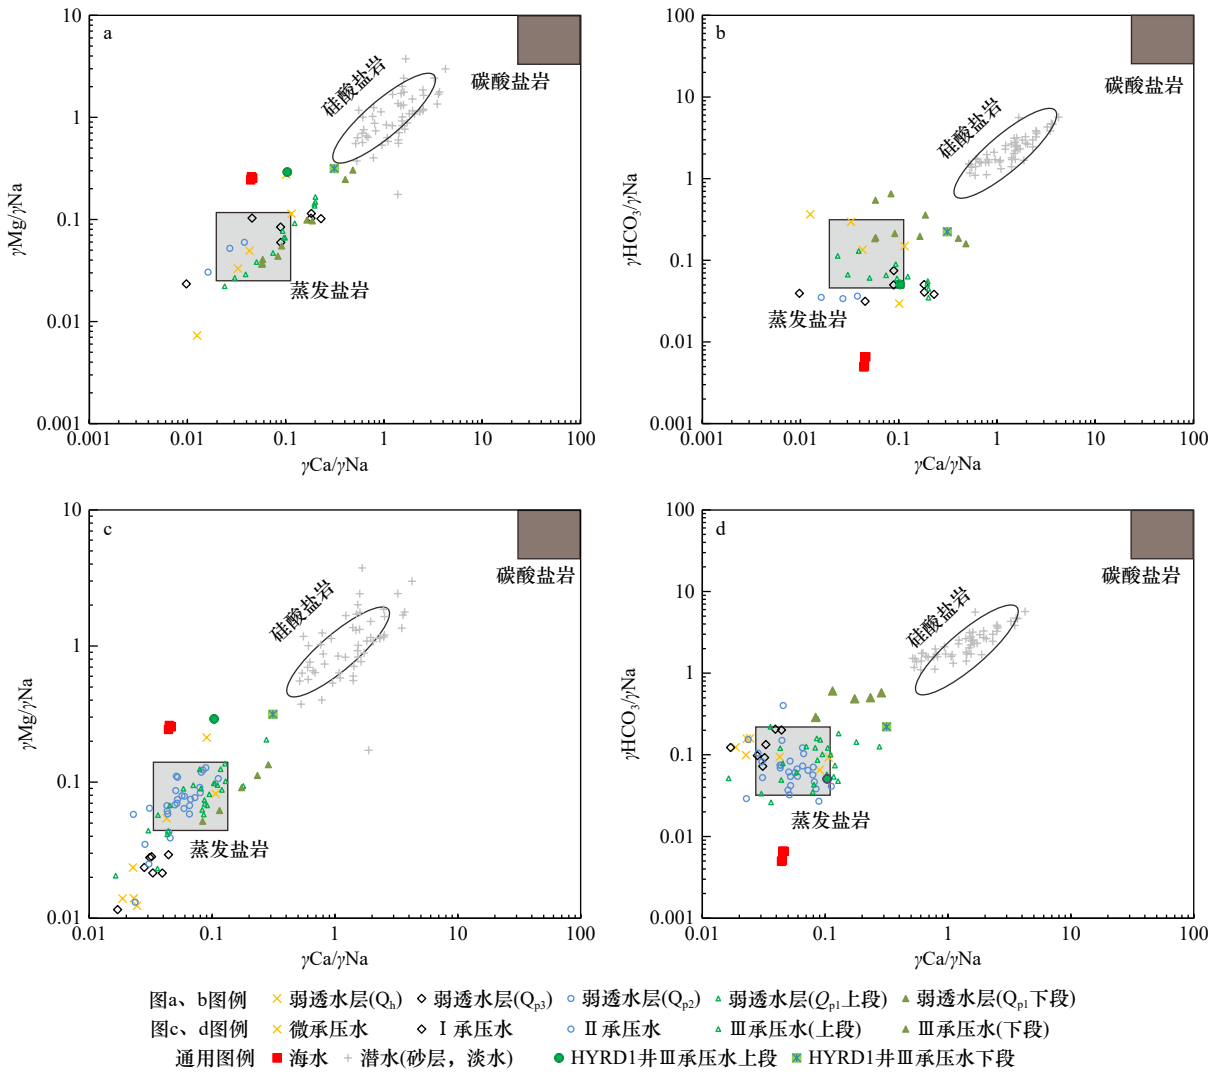 a
10
1
0.1
0.01
0.001
0.001
0.01
0.1
1
10
100
γMg/γNa
γCa/γNa
硅酸盐岩
碳酸盐岩
蒸发盐岩
b
100
10
1
0.1
0.01
0.001
0.001
0.01
0.1
1
10
100
γHCO₃/γNa
γCa/γNa
硅酸盐岩
碳酸盐岩
蒸发盐岩
c
10
1
0.1
0.01
0.01
0.1
1
10
100
γMg/γNa
γCa/γNa
硅酸盐岩
碳酸盐岩
蒸发盐岩
d
100
10
1
0.1
0.01
0.001
0.01
0.1
1
10
100
γHCO₃/γNa
γCa/γNa
硅酸盐岩
碳酸盐岩
蒸发盐岩
图a、b图例 弱透水层(Qh) 弱透水层(Qp3) 弱透水层(Qp2) 弱透水层(Qp1上段) 弱透水层(Qp1下段)
图c、d图例 微承压水 Ⅰ承压水 Ⅱ承压水 Ⅲ承压水(上段) Ⅲ承压水(下段)
通用图例 海水 潜水(砂层，淡水) HYRD1井Ⅲ承压水上段 HYRD1井Ⅲ承压水下段